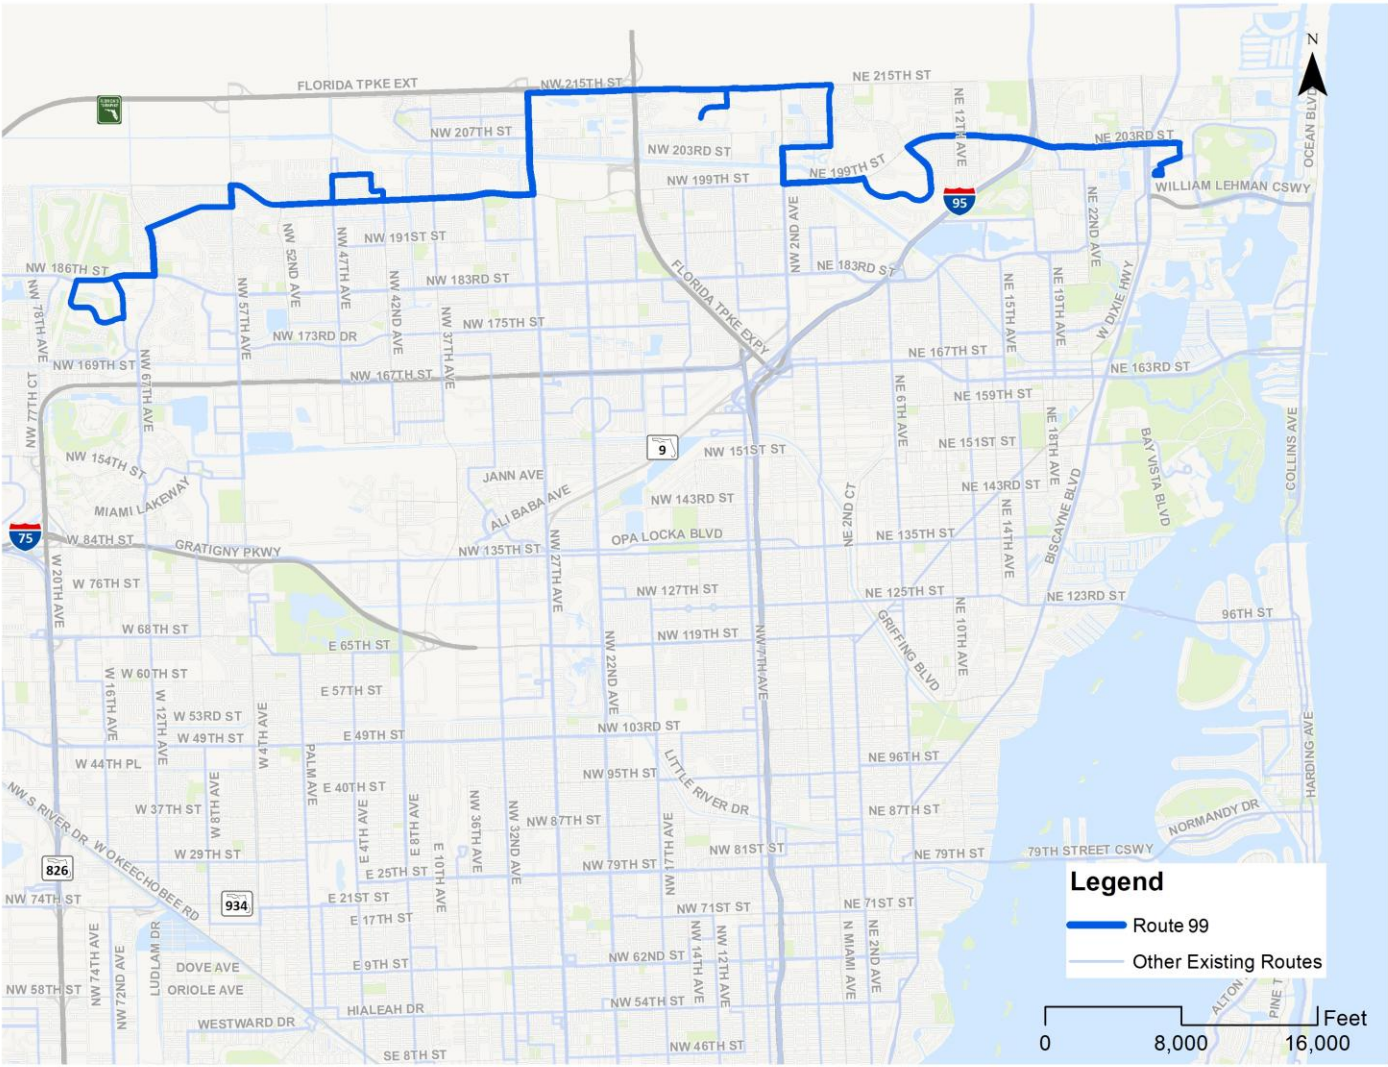 N
FLORIDA TPKE EXT
NW 215TH ST
NE 215TH ST
NE 12TH AVE
OCEAN BLVD
NW 207TH ST
NW 203RD ST
NE 203RD ST
NE 199TH ST
NW 199TH ST
WILLIAM LEHMAN CSWY
95
NW 2ND AVE
NE 22ND AVE
NW 52ND AVE
NW 47TH AVE
NW 191ST ST
NW 186TH ST
NW 183RD ST
NE 183RD ST
NW 78TH AVE
NW 57TH AVE
NW 42ND AVE
NW 37TH AVE
FLORIDA TPKE EXPY
NE 15TH AVE
NE 19TH AVE
W DIXIE HWY
NW 175TH ST
NW 173RD DR
NW 169TH ST
NW 67TH AVE
NW 167TH ST
NE 167TH ST
NE 163RD ST
NW 77TH CT
NE 6TH AVE
NE 159TH ST
NE 18TH AVE
COLLINS AVE
BAY VISTA BLVD
9
NW 151ST ST
NE 151ST ST
NW 154TH ST
JANN AVE
NE 143RD ST
MIAMI LAKEWAY
ALI BABA AVE
NW 143RD ST
NE 2ND CT
NE 14TH AVE
BISCAYNE BLVD
75
W 84TH ST
GRATIGNY PKWY
NW 135TH ST
OPA LOCKA BLVD
NE 135TH ST
W 20TH AVE
W 76TH ST
NW 27TH AVE
NW 127TH ST
NE 125TH ST
NE 123RD ST
96TH ST
W 68TH ST
E 65TH ST
NW 119TH ST
GRIFFING BLVD
NE 10TH AVE
NW 22ND AVE
NW 7TH AVE
W 60TH ST
W 16TH AVE
W 12TH AVE
E 57TH ST
W 53RD ST
W 4TH AVE
NW 103RD ST
W 49TH ST
E 49TH ST
HARDING AVE
PALM AVE
W 44TH PL
NW 95TH ST
LITTLE RIVER DR
NE 96TH ST
W 8TH AVE
E 40TH ST
NW S RIVER DR
W 37TH ST
E 4TH AVE
E 8TH AVE
NW 36TH AVE
NW 32ND AVE
NW 87TH ST
NE 87TH ST
NORMANDY DR
W OKEECHOBEE RD
W 29TH ST
E 10TH AVE
NW 17TH AVE
NW 81ST ST
NE 79TH ST
79TH STREET CSWY
826
E 25TH ST
NW 79TH ST
NW 74TH ST
934
E 21ST ST
NW 71ST ST
NE 71ST ST
E 17TH ST
NW 74TH AVE
NW 72ND AVE
LUDLAM DR
NW 14TH AVE
NW 12TH AVE
N MIAMI AVE
NE 2ND AVE
DOVE AVE
E 9TH ST
NW 62ND ST
NW 58TH ST
ORIOLE AVE
HIALEAH DR
NW 54TH ST
WESTWARD DR
SE 8TH ST
NW 46TH ST
Legend
Route 99
Other Existing Routes
ALTON
PINE T
Feet
0 8,000 16,000